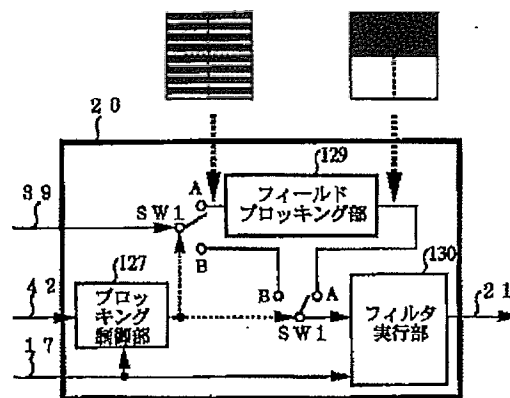 20
129
フィールド
ブロッキング部
39
SW1
A
B
127
ブロッ
キング
制御部
42
B
A
SW1
130
フィルタ
実行部
21
17